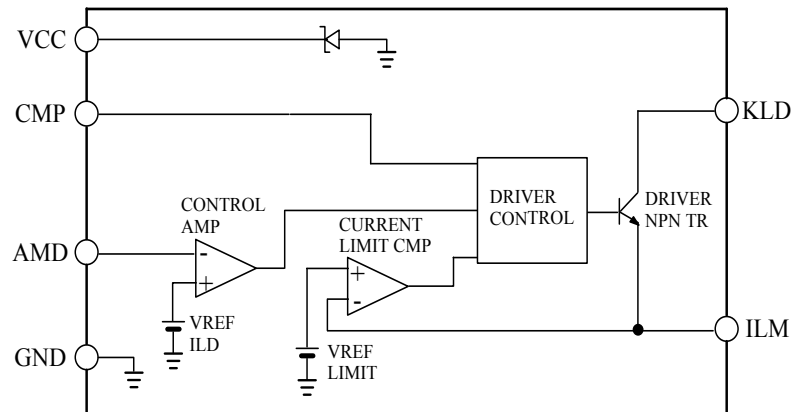 VCC
CMP
KLD
CONTROL
AMP
DRIVER
CONTROL
DRIVER
NPN TR
CURRENT
LIMIT CMP
AMD
-
+
+
-
VREF
ILD
VREF
LIMIT
GND
ILM